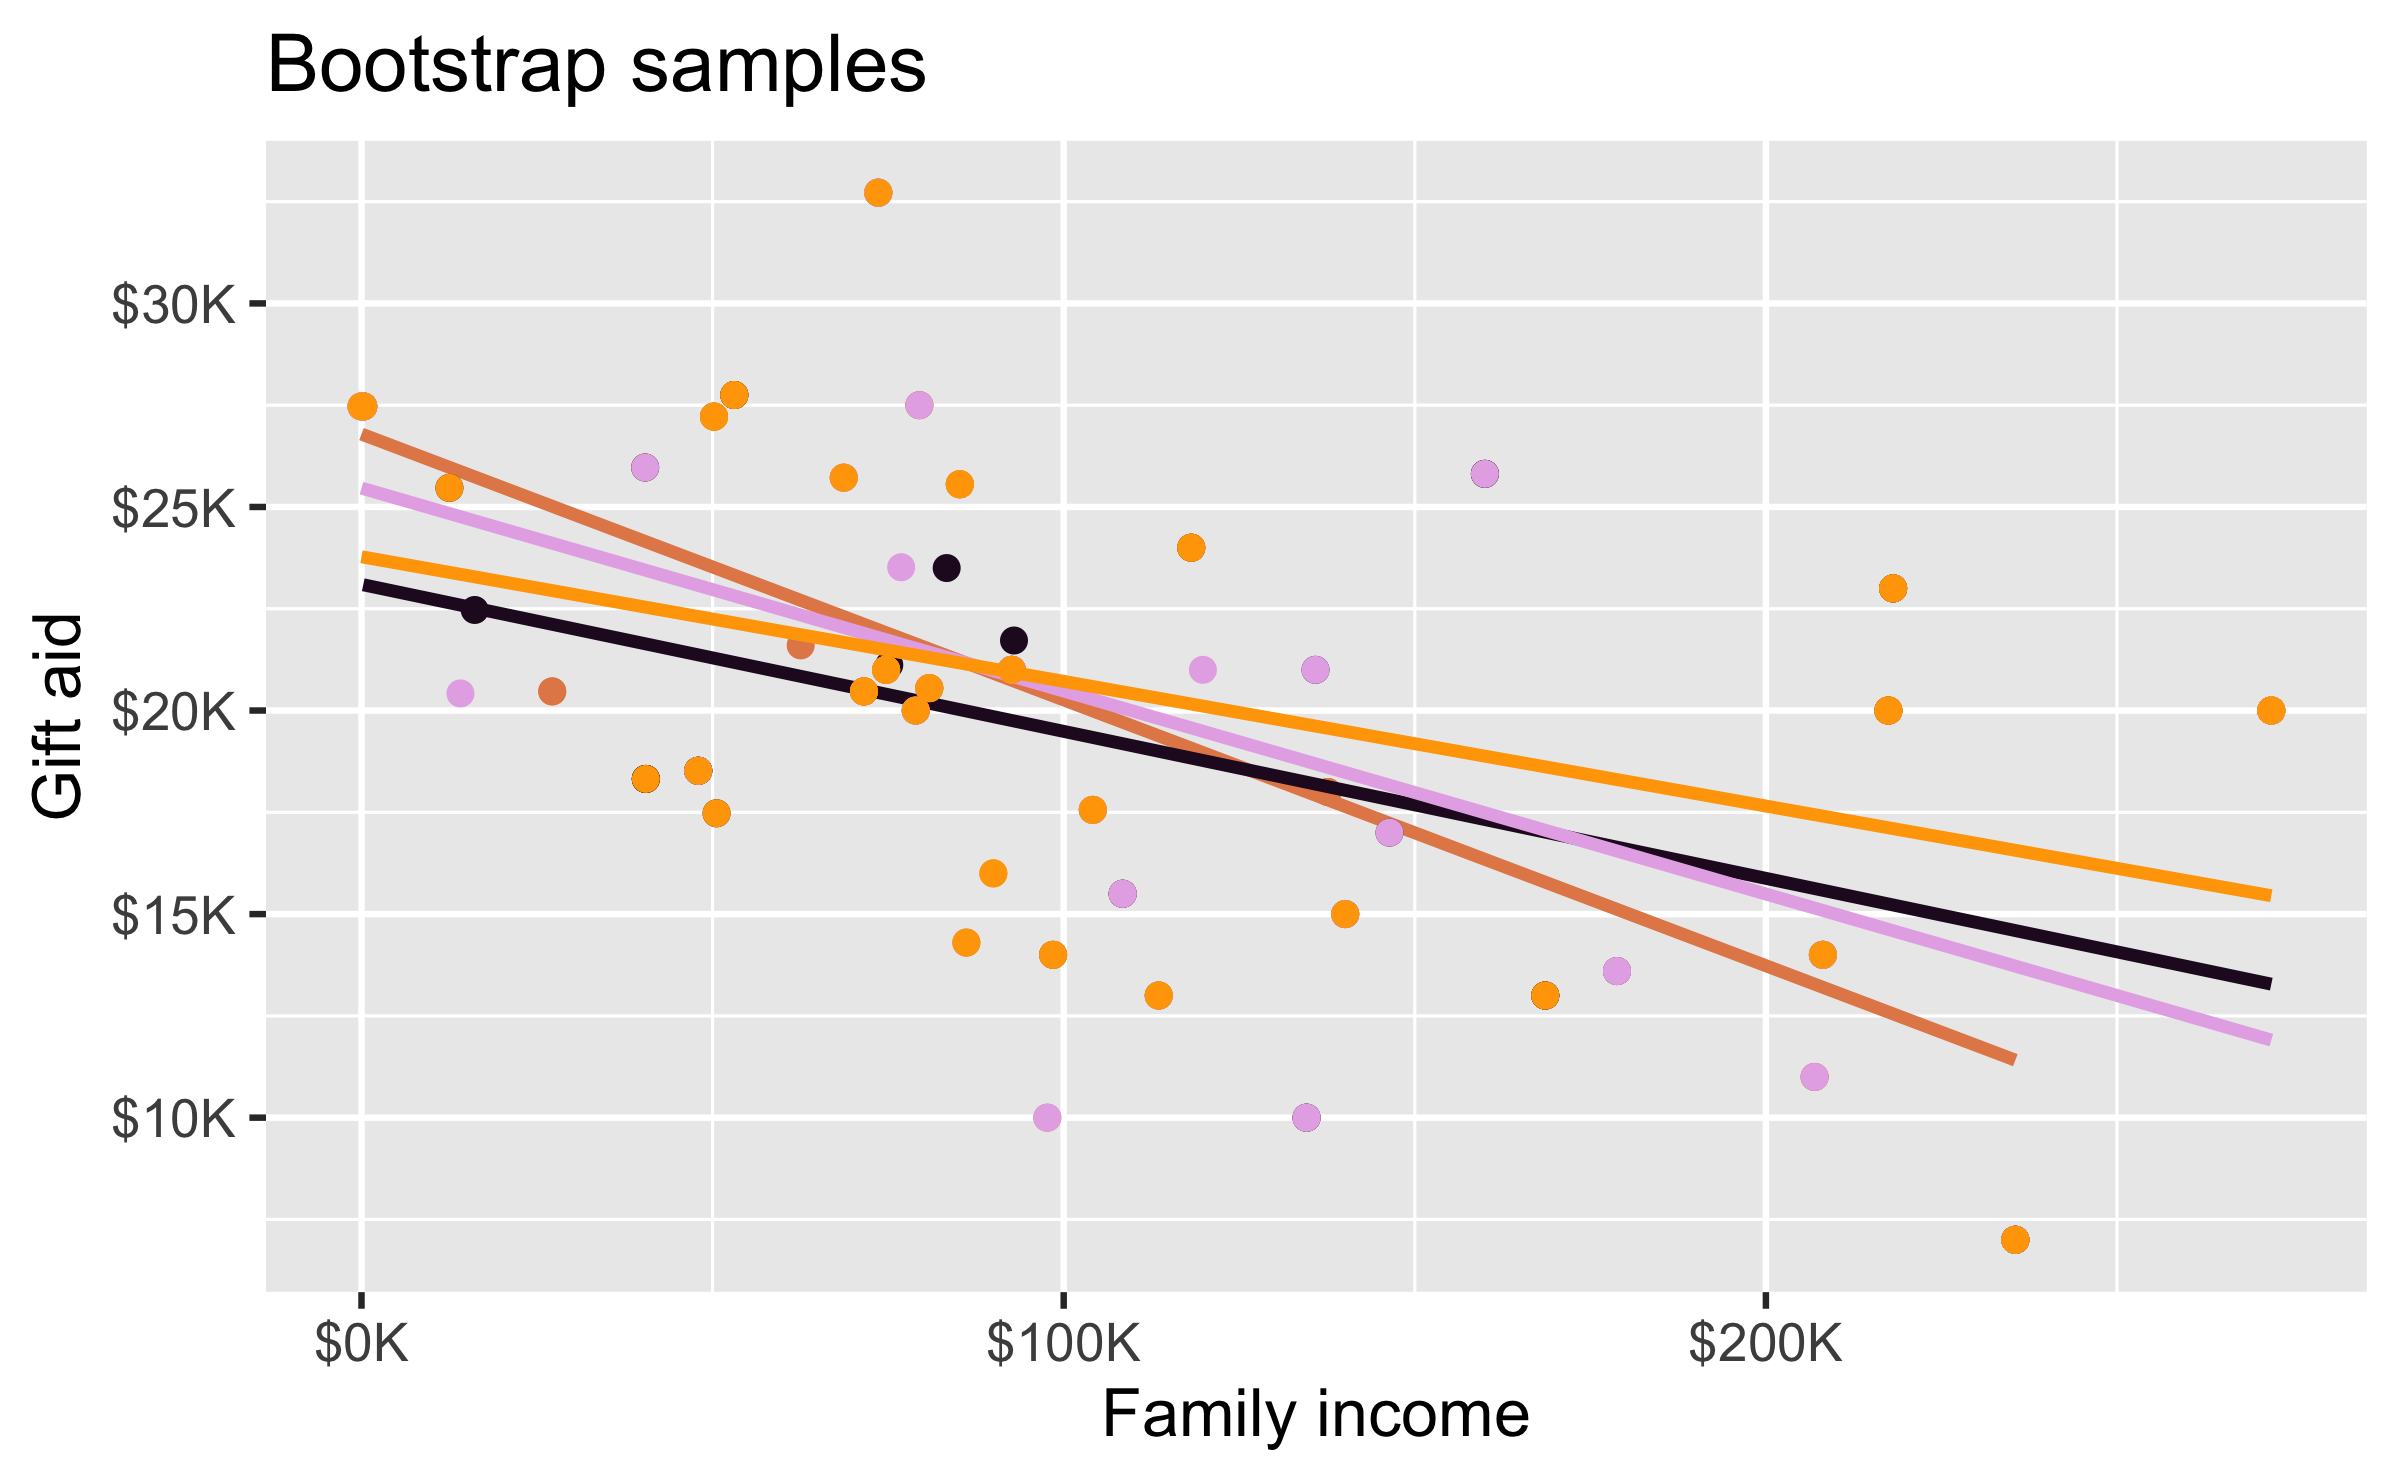 Bootstrap samples
$30K
$25K
$20K
$15K
$10K
Gift aid
$0K
$100K
$200K
Family income